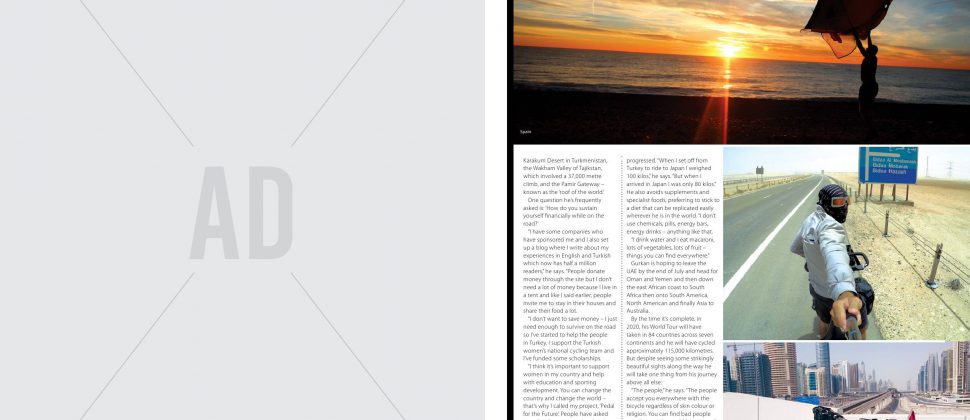 AD
Spain
Karakum Desert in Turkmenistan,
the Wakham Valley of Tajikstan,
which involved a 37,000 metre
climb, and the Pamir Gateway –
known as the 'roof of the world.'
One question he's frequently
asked is 'How do you sustain
yourself financially while on the
road?'
"I have some companies who
have sponsored me and I also set
up a blog where I write about my
experiences in English and Turkish
which now has half a million
readers," he says. "People donate
money through the site but I don't
need a lot of money because I live in
a tent and like I said earlier, people
invite me to stay in their houses and
share their food a lot.
"I don't want to save money – I just
need enough to survive on the road
so I've started to help the people
in Turkey. I support the Turkish
women's national cycling team and
I've funded some scholarships.
"I think it's important to support
women in my country and help
with education and sporting
development. You can change the
country and change the world –
that's why I called my project, 'Pedal
for the Future.' People have asked
progressed. "When I set off from
Turkey to ride to Japan I weighed
100 kilos," he says. "But when I
arrived in Japan I was only 80 kilos."
He also avoids supplements and
specialist foods, preferring to stick to
a diet that can be replicated easily
wherever he is in the world. "I don't
use chemicals, pills, energy bars,
energy drinks – anything like that.
"I drink water and I eat macaroni,
lots of vegetables, lots of fruit –
things you can find everywhere."
Gurkan is hoping to leave the
UAE by the end of July and head for
Oman and Yemen and then down
the east African coast to South
Africa then onto South America,
North American and finally Asia to
Australia.
By the time it's complete, in
2020, his World Tour will have
taken in 84 countries across seven
continents and he will have cycled
approximately 115,000 kilometres.
But despite seeing some strikingly
beautiful sights along the way he
will take one thing from his journey
above all else:
"The people," he says. "The people
accept you everywhere with the
bicycle regardless of skin colour or
religion. You can find bad people
Bidaa Al Mutawaa
Bidaa Mubarak
Bidaa Hazzah